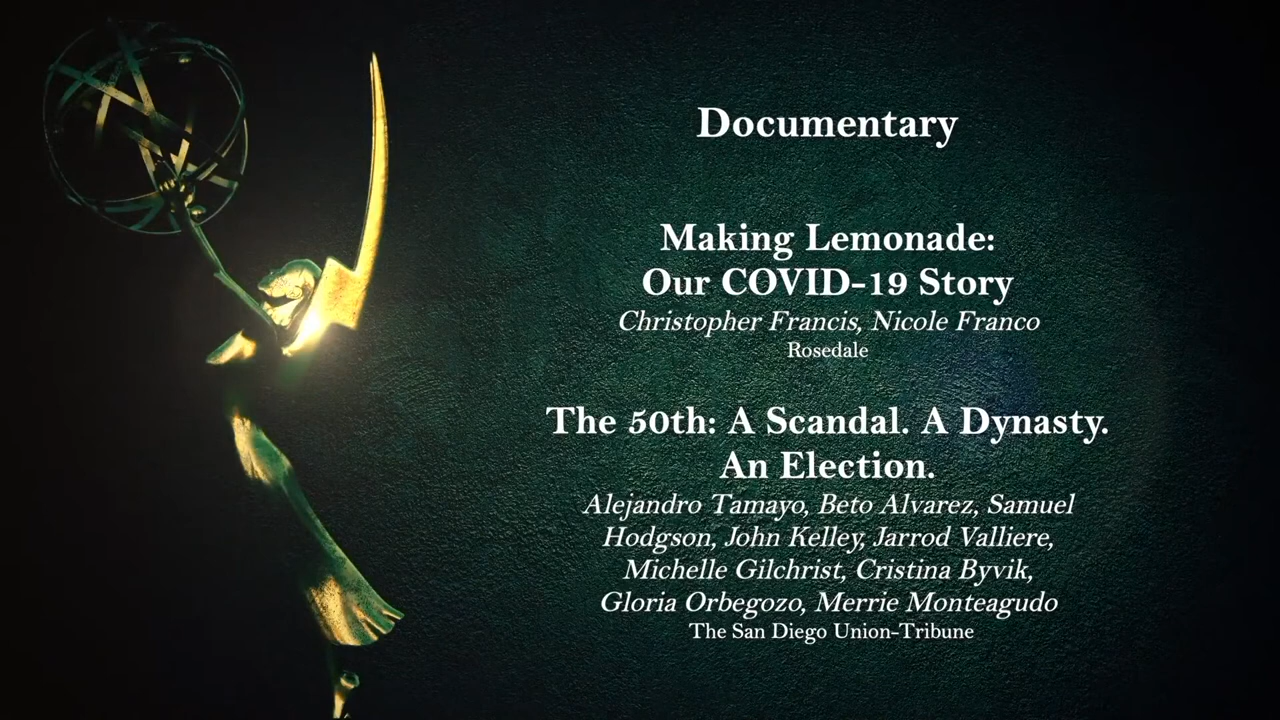 Documentary
Making Lemonade:
Our COVID-19 Story
Christopher Francis, Nicole Franco
Rosedale
The 50th: A Scandal. A Dynasty.
An Election.
Alejandro Tamayo, Beto Alvarez, Samuel
Hodgson, John Kelley, Jarrod Valliere,
Michelle Gilchrist, Cristina Byvik,
Gloria Orbegozo, Merrie Monteagudo
The San Diego Union-Tribune